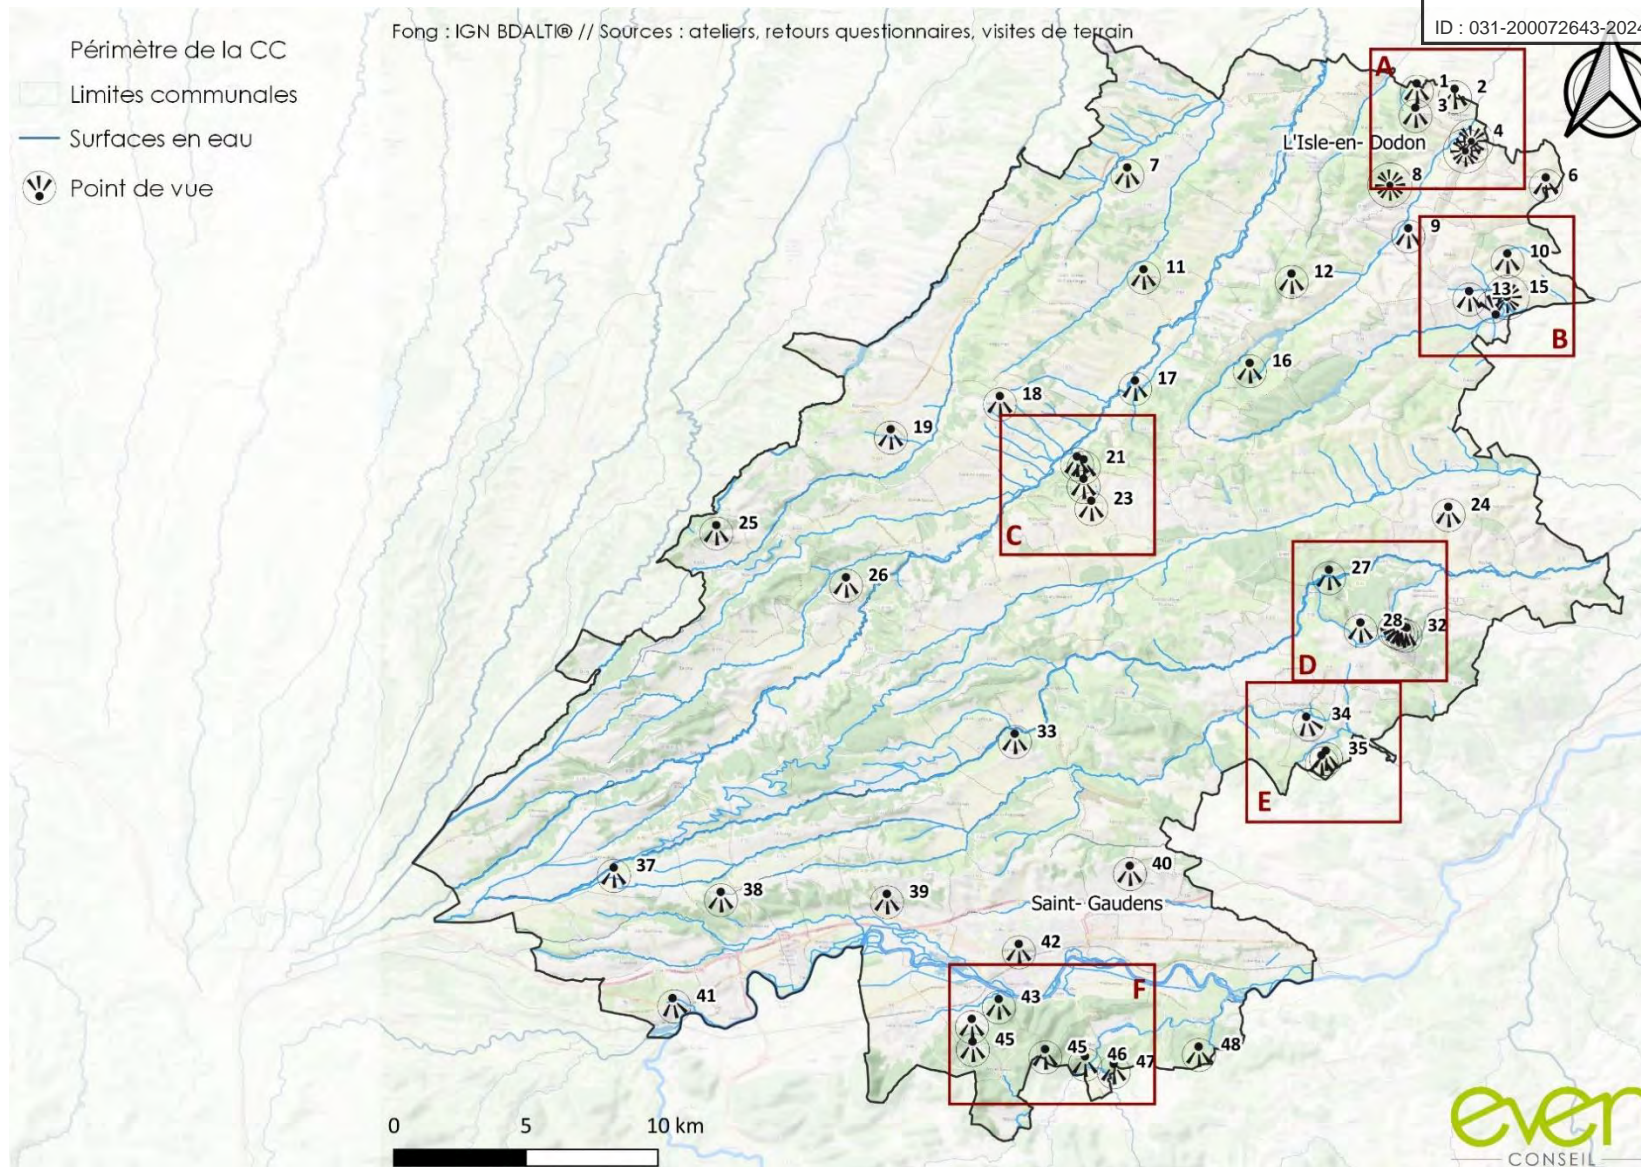 ID : 031-200072643-2024
Fong : IGN BDALTI® // Sources : ateliers, retours questionnaires, visites de terrain
Périmètre de la CC
Limites communales
Surfaces en eau
Point de vue
A
1
2
3
4
L'Isle-en- Dodon
6
7
8
9
10
11
12
13
15
B
16
17
18
19
21
23
C
24
25
26
27
28
32
D
33
34
35
E
37
38
39
40
Saint- Gaudens
41
42
F
43
45
45
46
47
48
0 5 10 km
even
CONSEIL